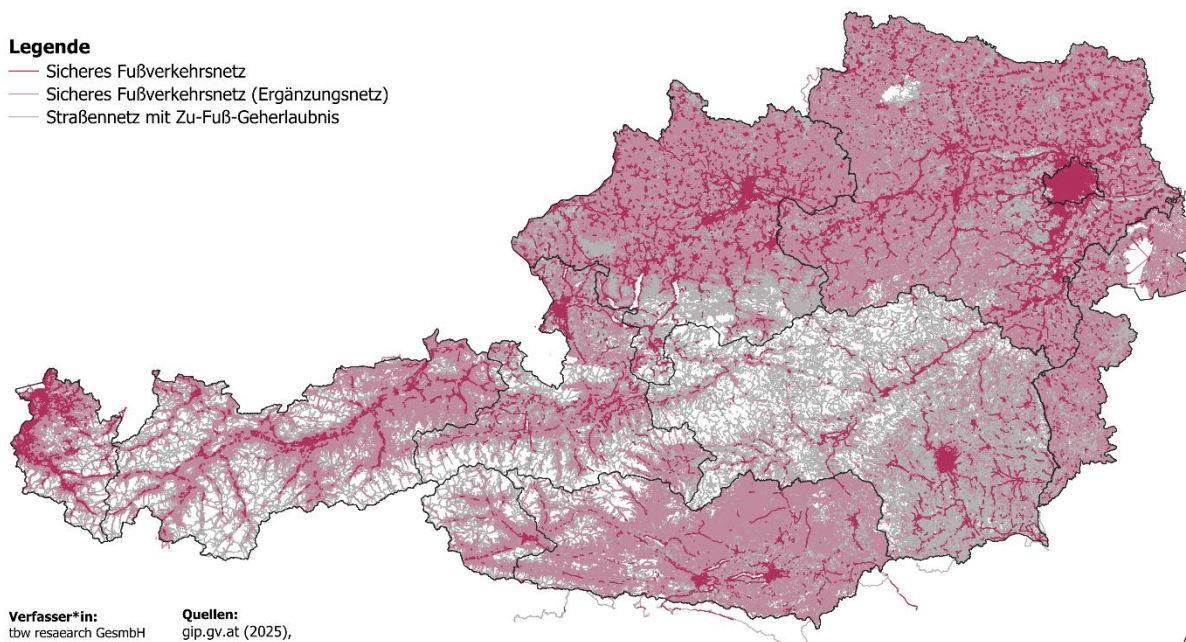 Legende
Sicheres Fußverkehrsnetz
Sicheres Fußverkehrsnetz (Ergänzungsnetz)
Straßennetz mit Zu-Fuß-Geherlaubnis
Verfasser*in:
tbw resaearch GesmbH
Quellen:
gip.gv.at (2025),